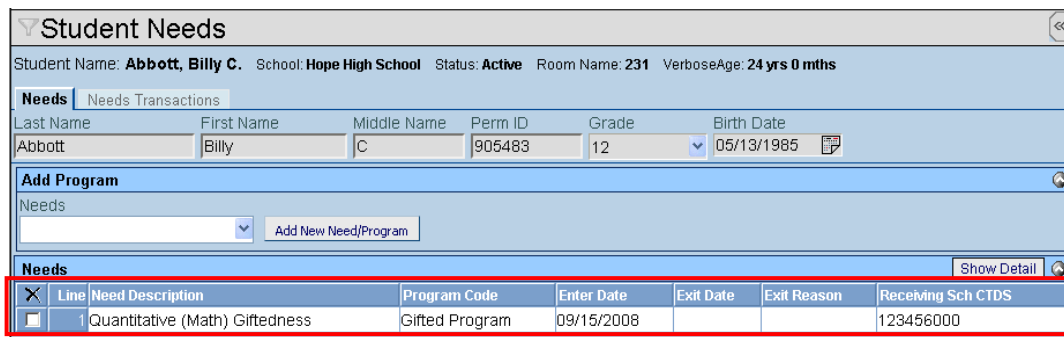 Student Needs
Student Name: Abbott, Billy C. School: Hope High School Status: Active Room Name: 231 VerboseAge: 24 yrs 0 mths
Needs Needs Transactions
Last Name First Name Middle Name Perm ID Grade Birth Date
Abbott Billy C 905483 12 05/13/1985
Add Program
Needs
Add New Need/Program
Needs Show Detail
Line Need Description Program Code Enter Date Exit Date Exit Reason Receiving Sch CTDS
1 Quantitative (Math) Giftedness Gifted Program 09/15/2008 123456000